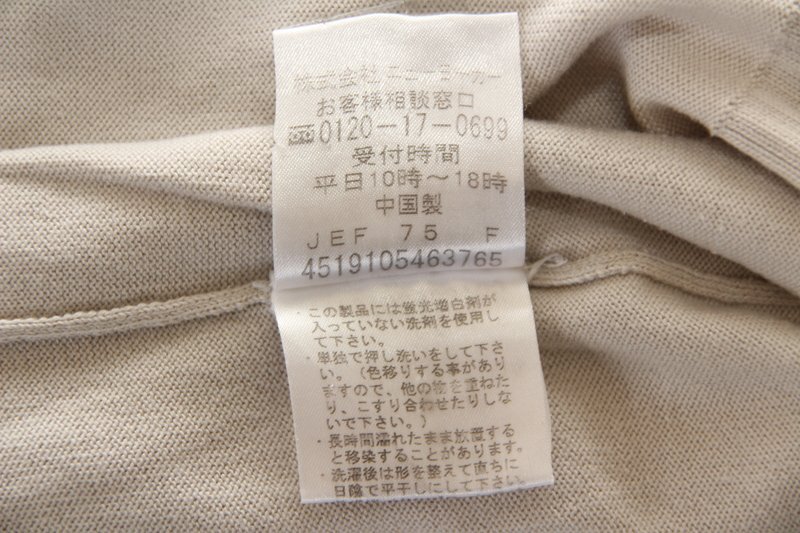 株式会社 ニューヨーカー
お客様相談窓口
0120-17-0699
受付時間
平日10時～18時
中国製
JEF 75 F
4519105463765
・この製品には蛍光増白剤が
入っていない洗剤を使用し
て下さい。
・単独で押し洗いをして下さ
い。(色移りする事があり
ますので、他の物を重ねた
り、こすり合わせたりしな
いで下さい。)
・長時間濡れたまま放置する
と移染することがあります。
・洗濯後は形を整えて直ちに
日陰で平干しにして下さい。